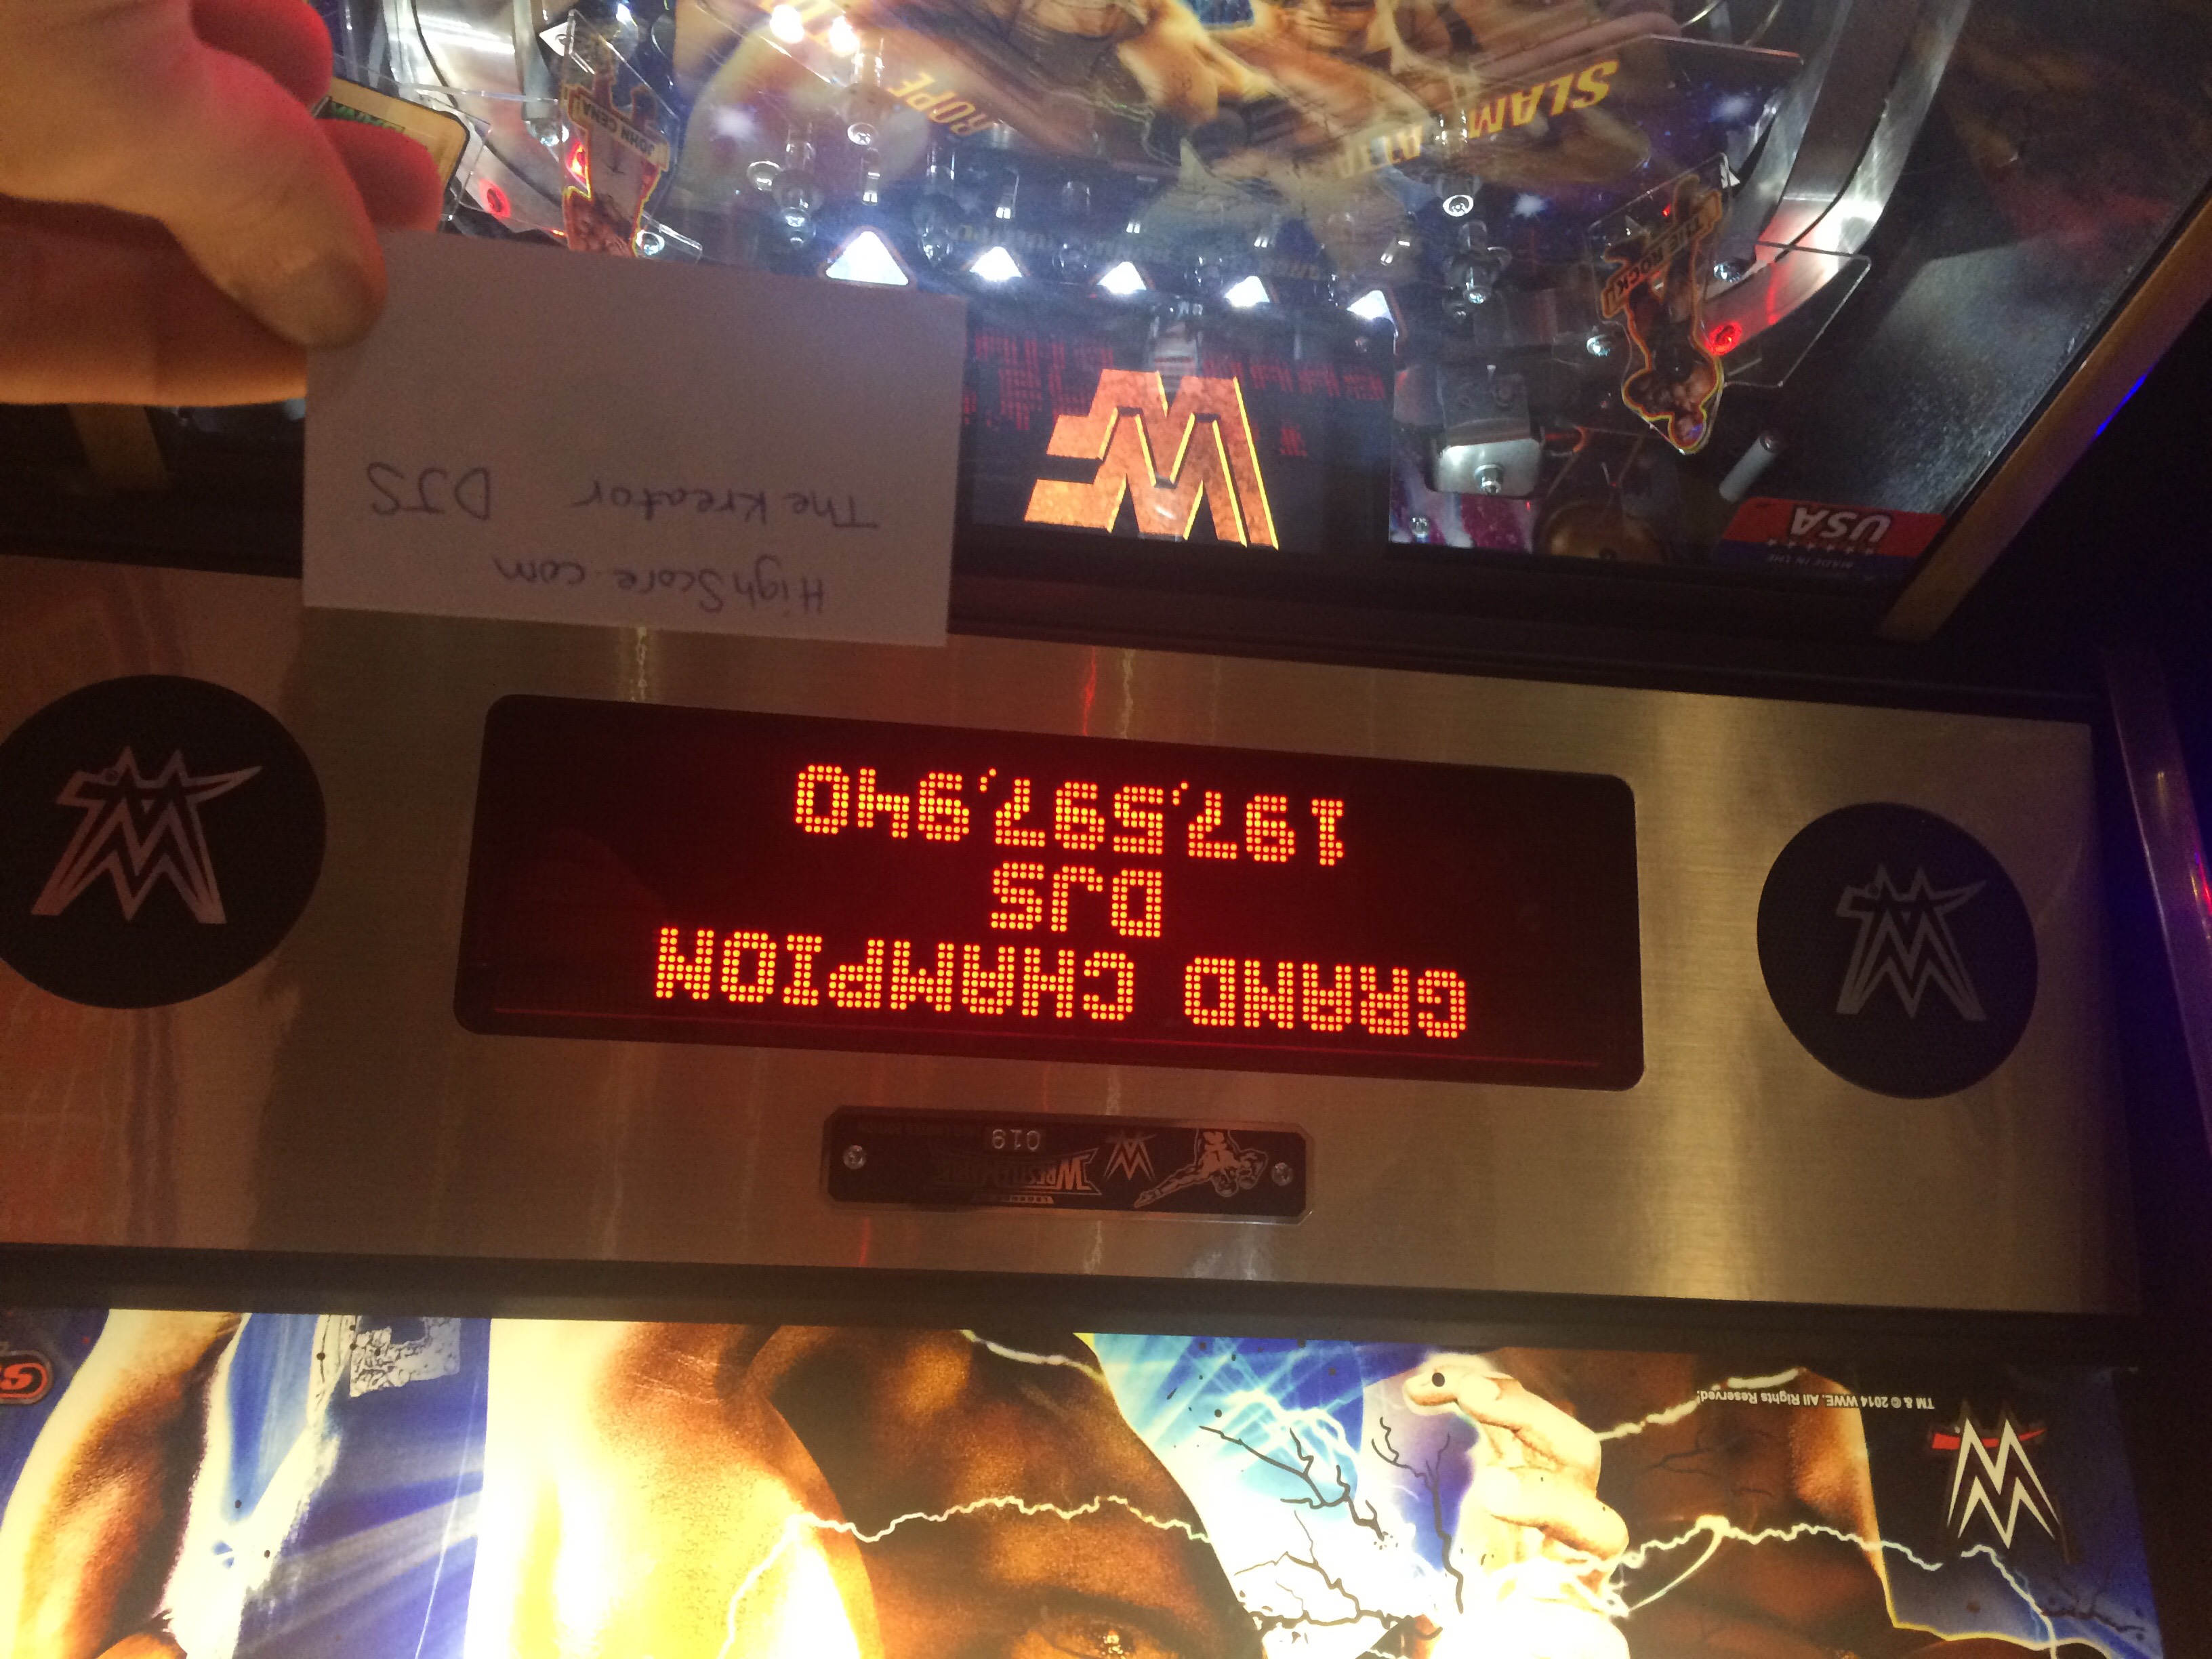 TM & © 2014 WWE. All Rights Reserved.
019
WRESTLEMANIA
GRAND CHAMPION
DJS
197,597,940
HighScore.com
The Kreator DJS
MADE IN THE
USA
THE ROCK
JOHN CENA
SLAM
ROPE